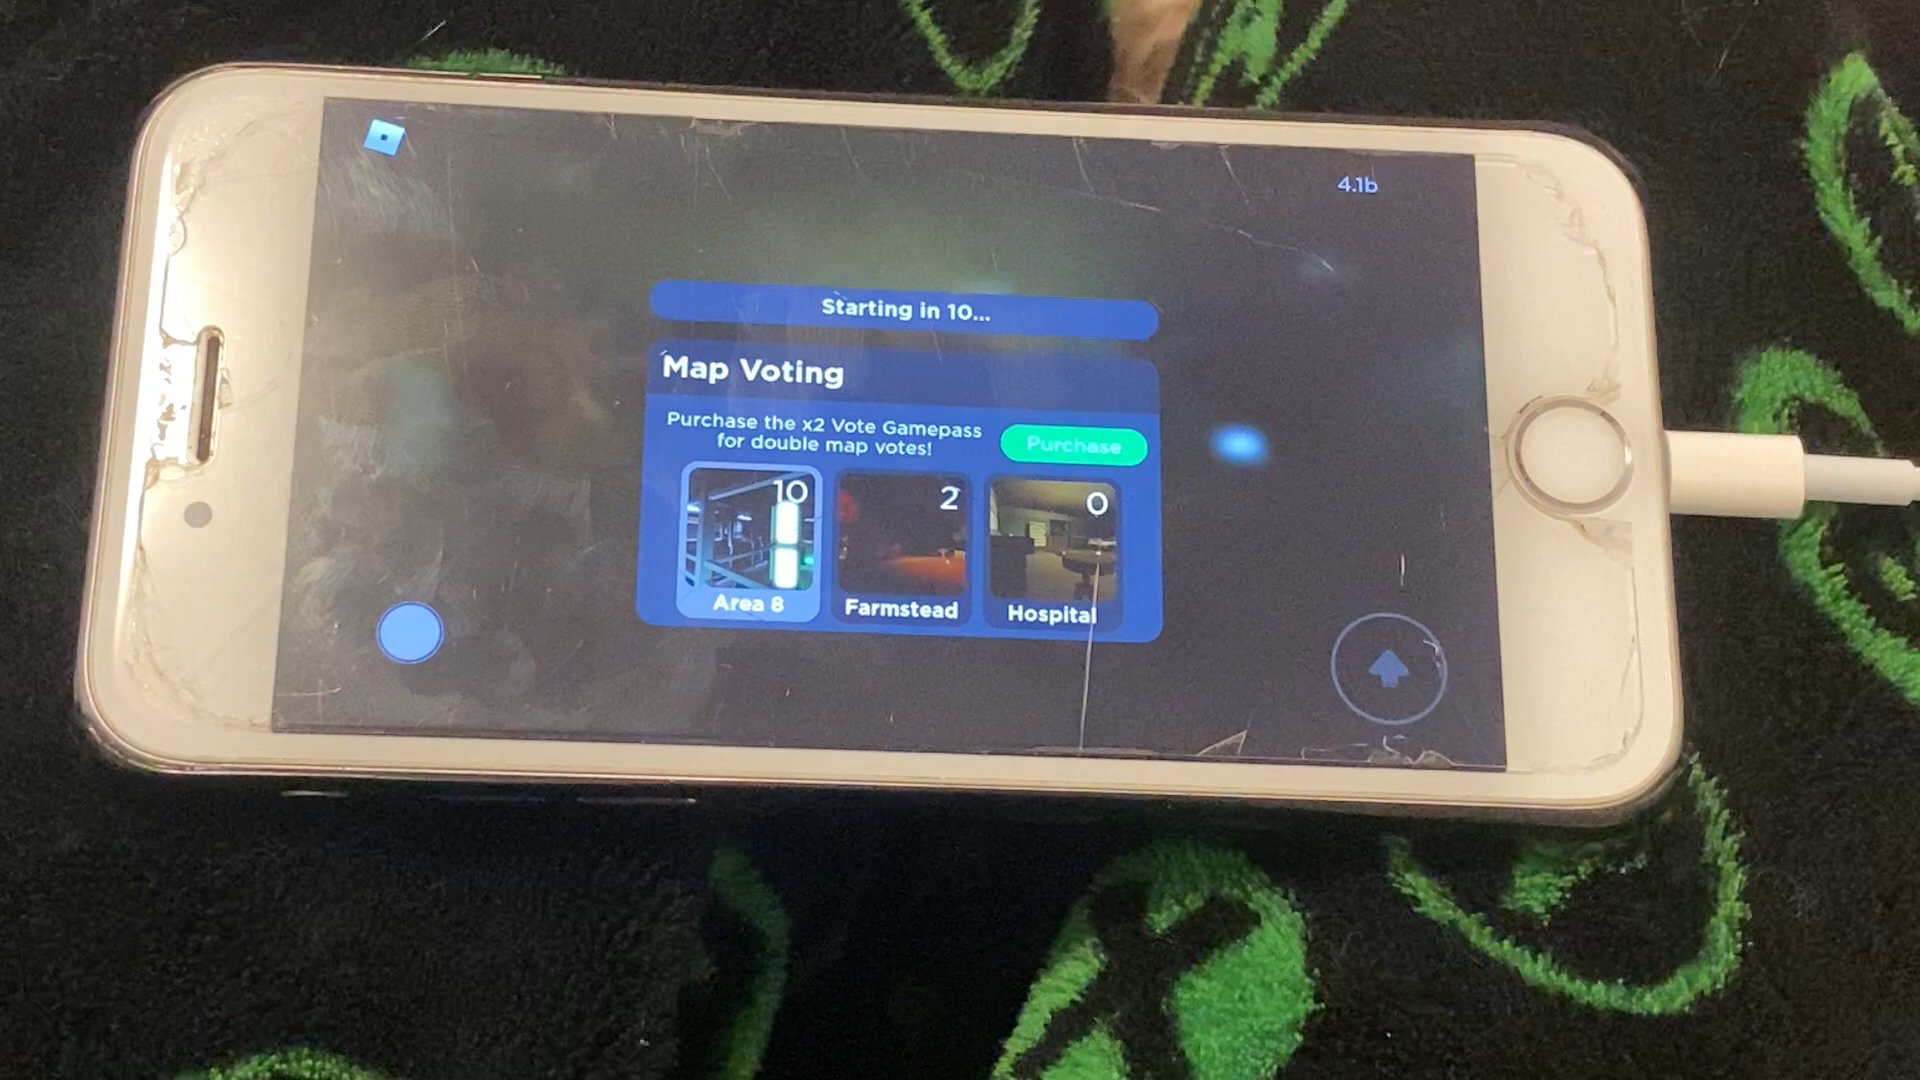 4.1b
Starting in 10...
Map Voting
Purchase the x2 Vote Gamepass
for double map votes!
Purchase
10
2
0
Area 8
Farmstead
Hospital